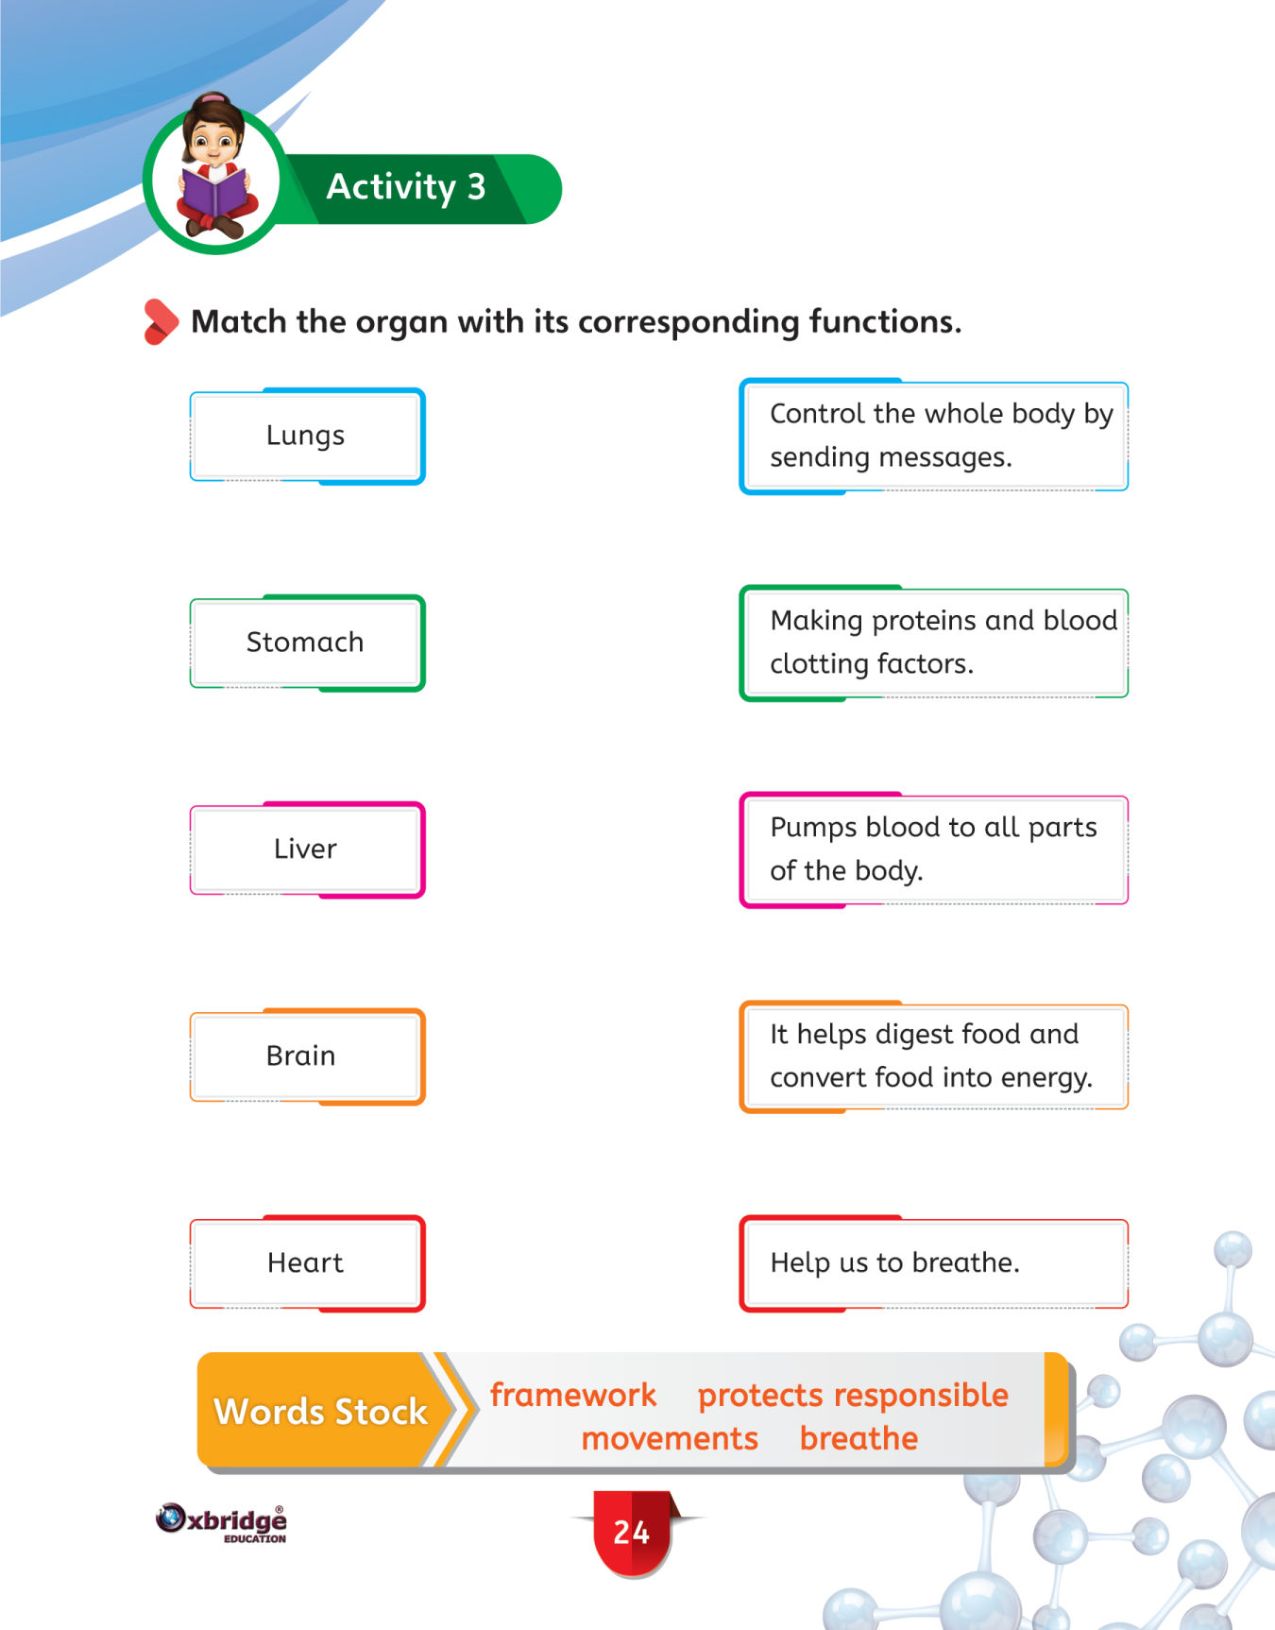 Activity 3
Match the organ with its corresponding functions.
Lungs
Control the whole body by
sending messages.
Stomach
Making proteins and blood
clotting factors.
Liver
Pumps blood to all parts
of the body.
Brain
It helps digest food and
convert food into energy.
Heart
Help us to breathe.
Words Stock
framework protects responsible
movements breathe
Oxbridge®
EDUCATION
24